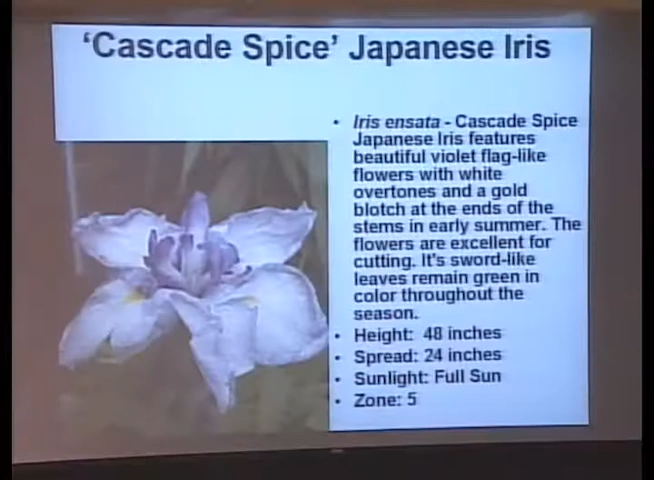 ‘Cascade Spice’ Japanese Iris
• Iris ensata - Cascade Spice
Japanese Iris features
beautiful violet flag-like
flowers with white
overtones and a gold
blotch at the ends of the
stems in early summer. The
flowers are excellent for
cutting. It's sword-like
leaves remain green in
color throughout the
season.
• Height: 48 inches
• Spread: 24 inches
• Sunlight: Full Sun
• Zone: 5